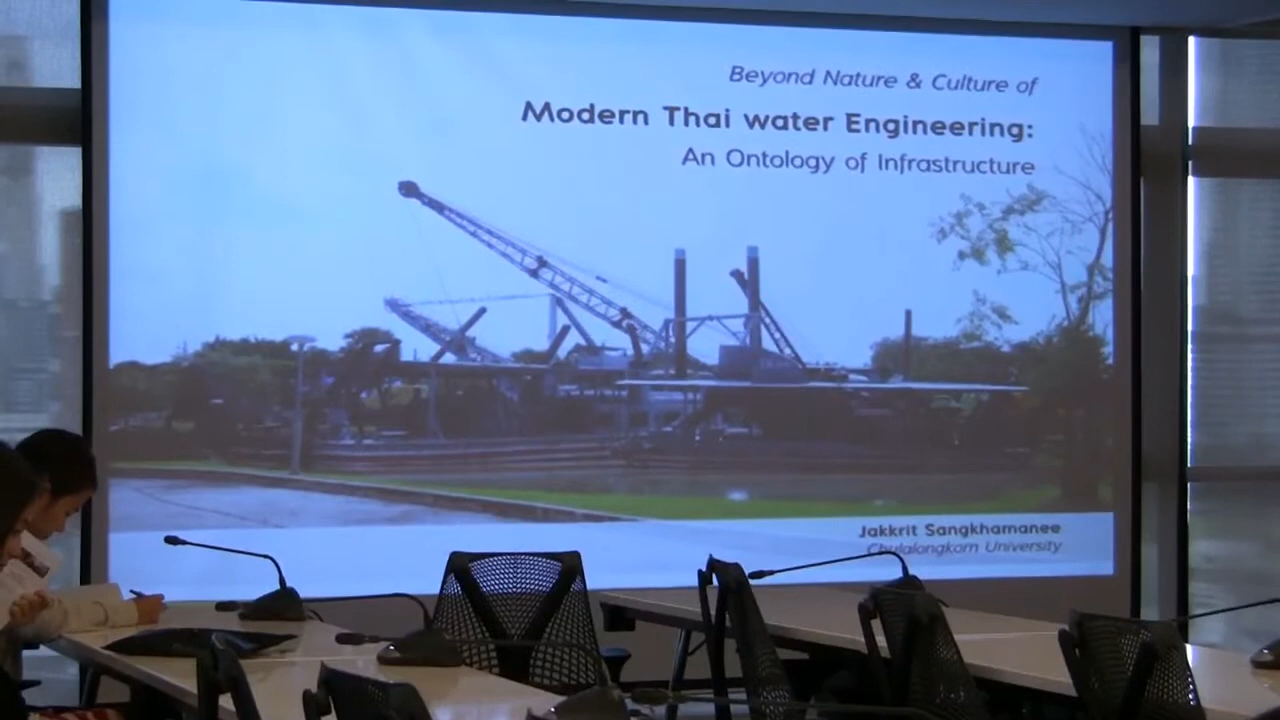 Beyond Nature & Culture of
Modern Thai water Engineering:
An Ontology of Infrastructure
Jakkrit Sangkhamanee
Chulalongkorn University